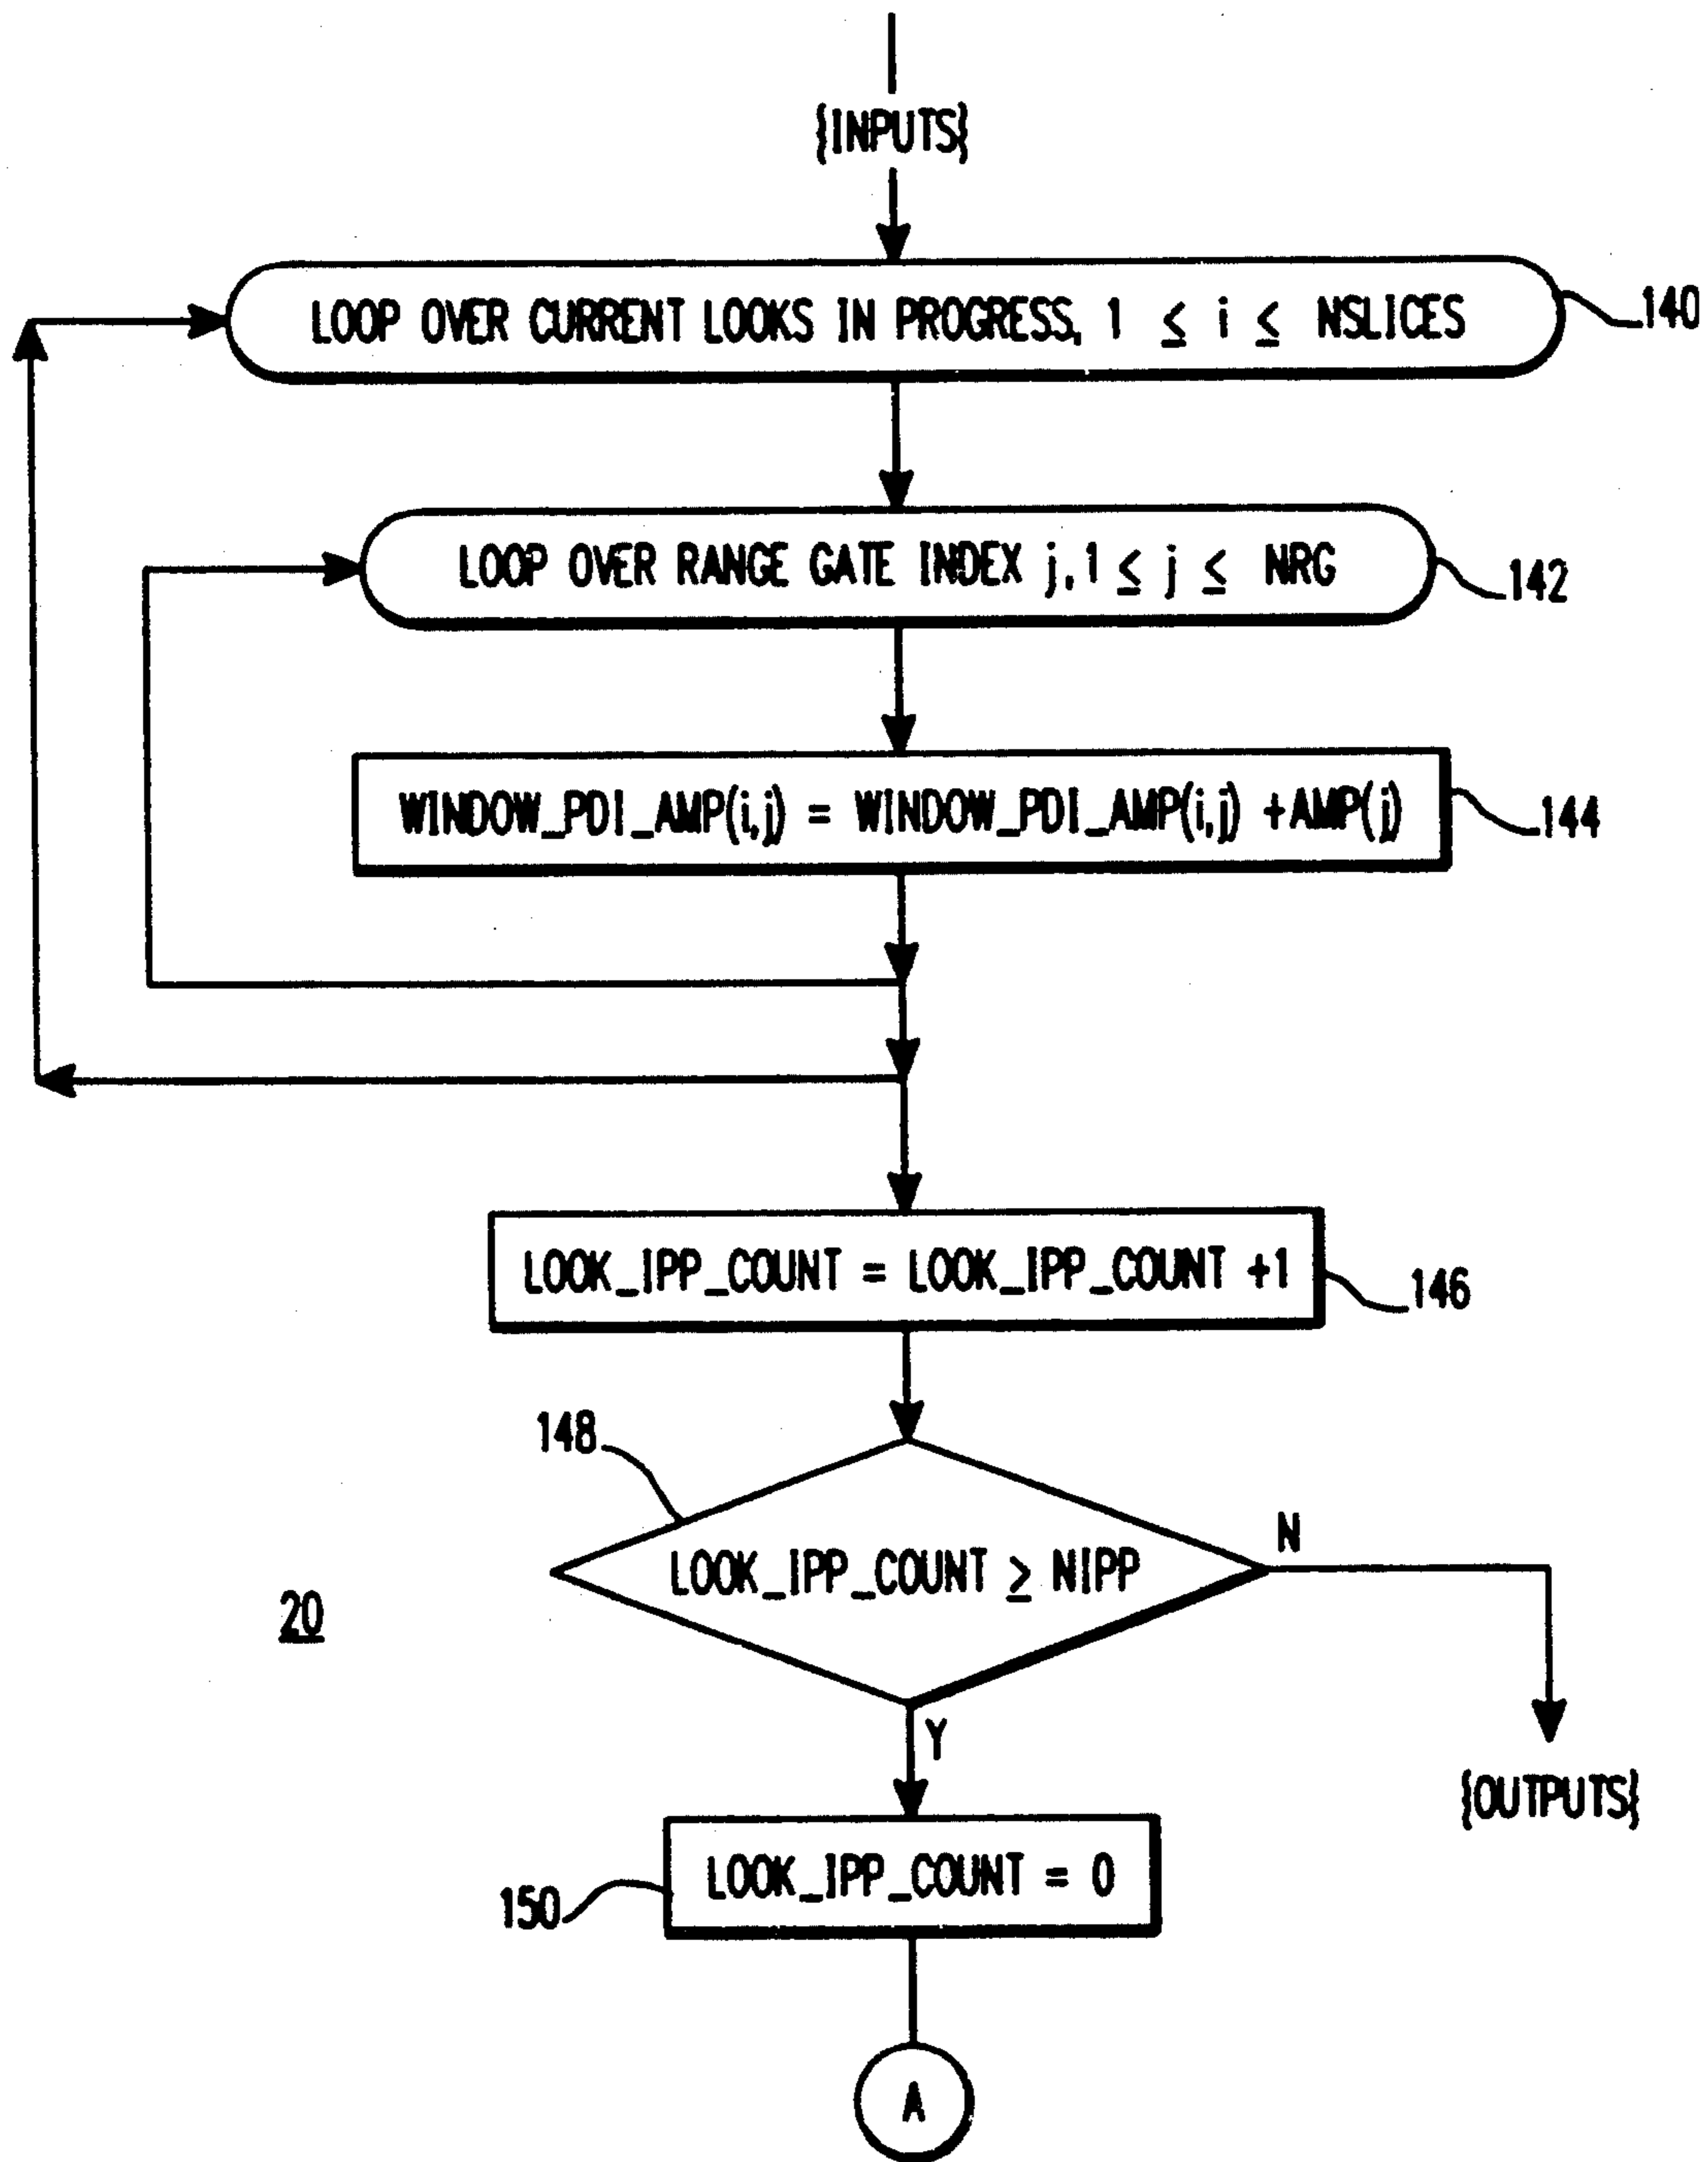 {INPUTS}
LOOP OVER CURRENT LOOKS IN PROGRESS, 1 ≤ i ≤ NSLICES
140
LOOP OVER RANGE GATE INDEX j, 1 ≤ j ≤ NRG
142
WINDOW_PDI_AMP(i,j) = WINDOW_PDI_AMP(i,j) +AMP(j)
144
LOOK_IPP_COUNT = LOOK_IPP_COUNT +1
146
148
LOOK_IPP_COUNT ≥ NIPP
N
20
Y
{OUTPUTS}
LOOK_IPP_COUNT = 0
150
A